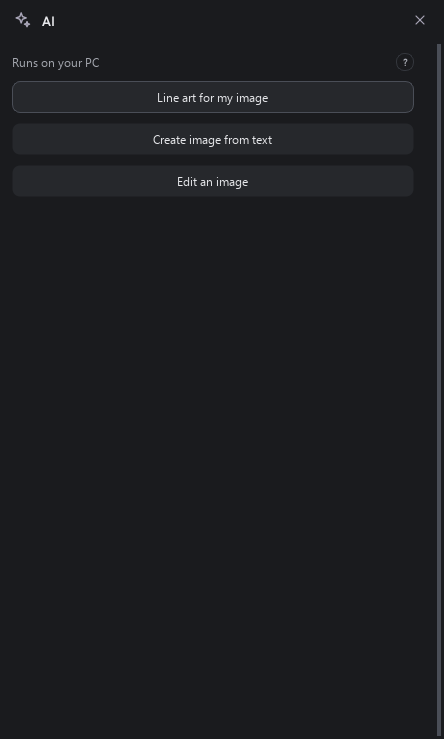 AI
Runs on your PC
?
Line art for my image
Create image from text
Edit an image